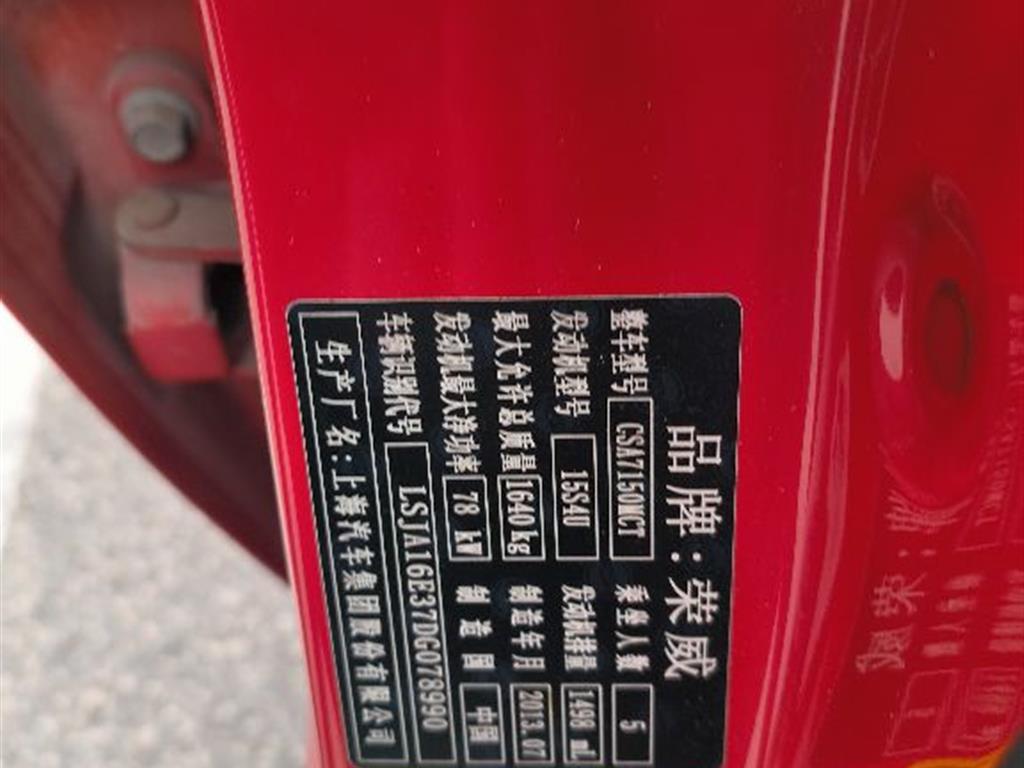 品牌:荣威
整车型号 CSA7150MCT 乘坐人数 5
发动机型号 15S4U 发动机排量 1498 mL
最大允许总质量 1640kg 制造年月 2013.07
发动机最大净功率 78 kW 制造国 中国
车辆识别代号 LSJA16E37DG078990
生产厂名:上海汽车集团股份有限公司